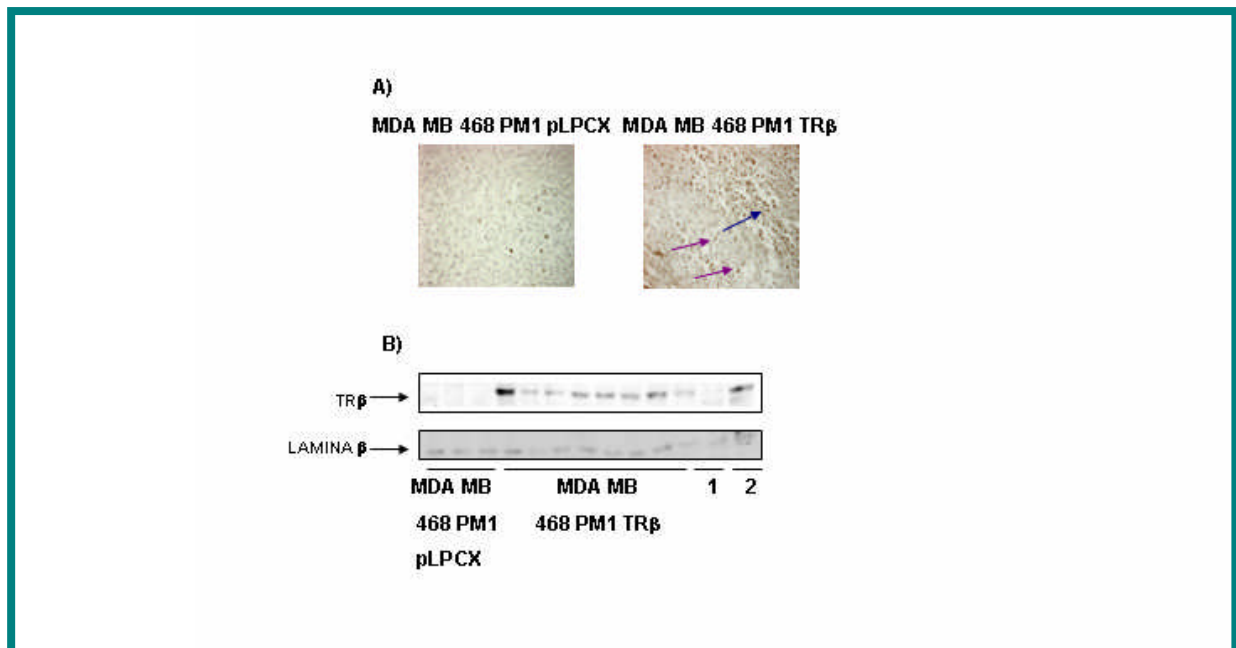 A)
MDA MB 468 PM1 pLPCX MDA MB 468 PM1 TRβ
B)
TRβ
LAMINA β
MDA MB MDA MB 1 2
468 PM1 468 PM1 TRβ
pLPCX